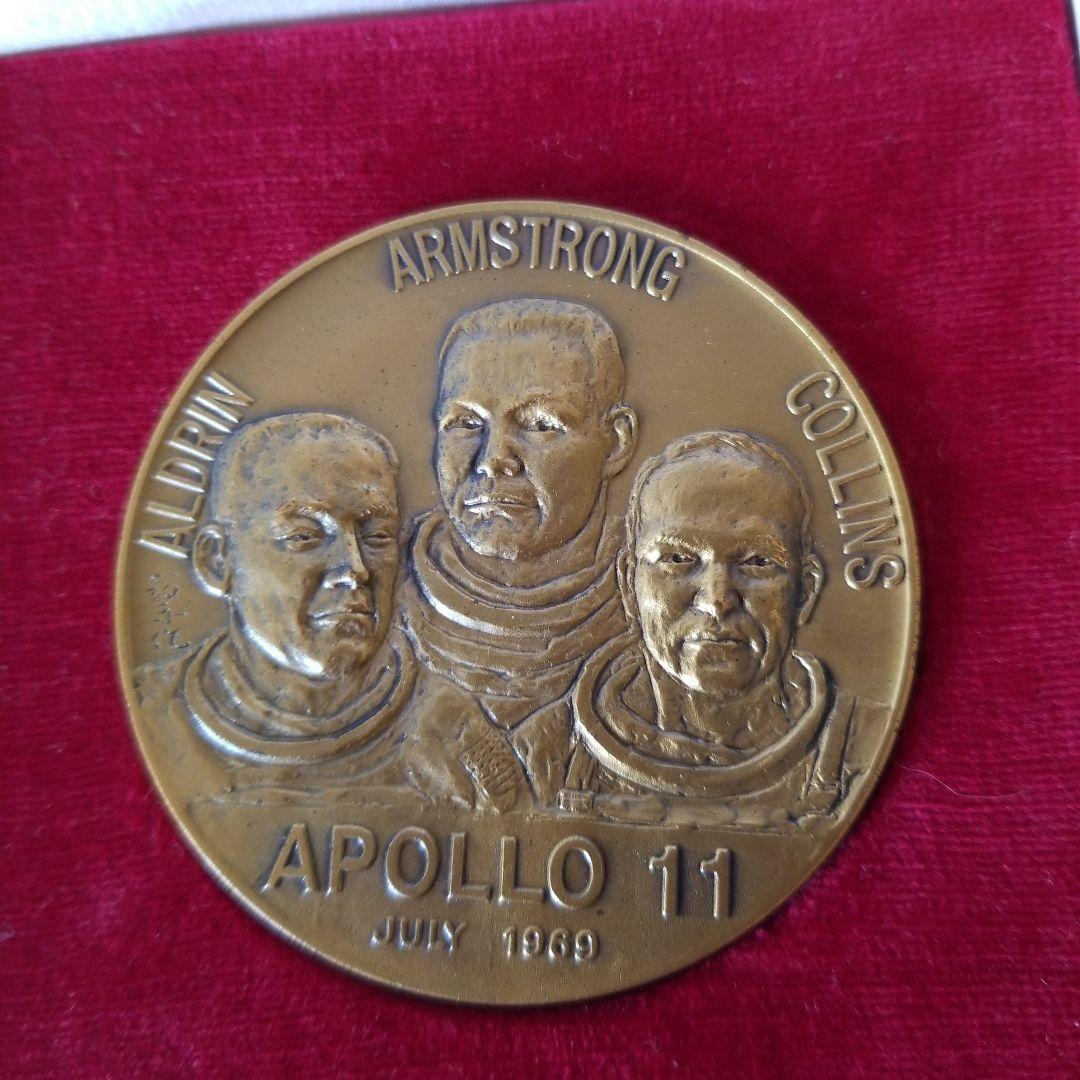 ARMSTRONG
ALDRIN
COLLINS
APOLLO 11
JULY 1969